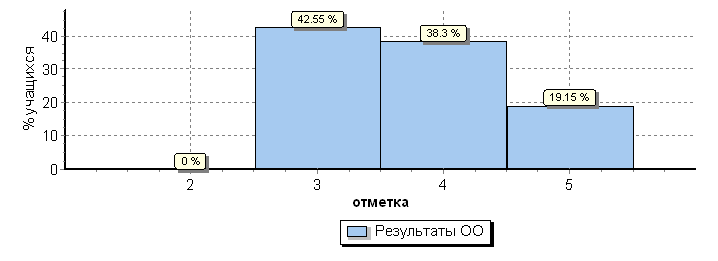 42.55 %
38.3 %
19.15 %
0 %
40
30
20
10
0
% учащихся
2 3 4 5
отметка
Результаты ОО